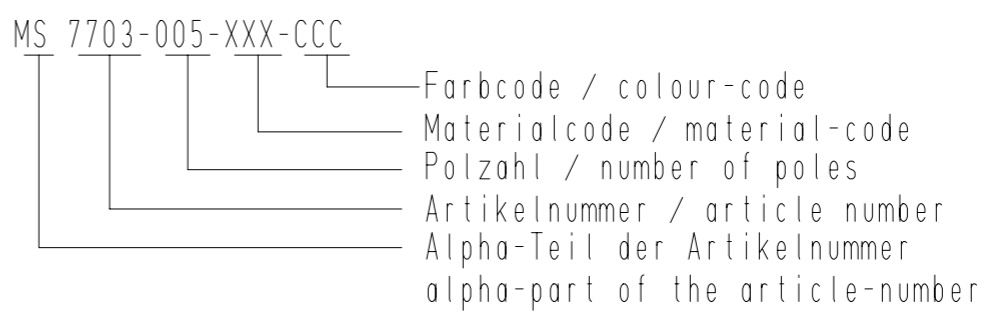 MS 7703-005-XXX-CCC
Farbcode / colour-code
Materialcode / material-code
Polzahl / number of poles
Artikelnummer / article number
Alpha-Teil der Artikelnummer
alpha-part of the article-number